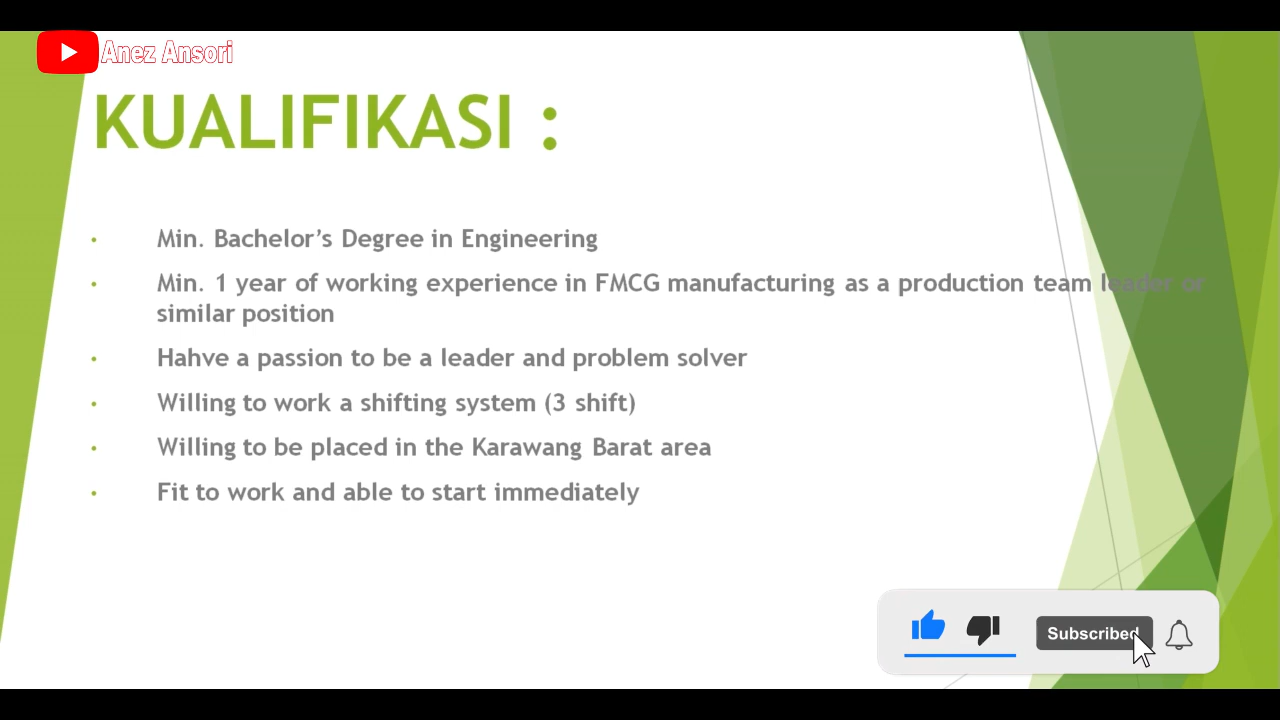 Anez Ansori
KUALIFIKASI :
• Min. Bachelor's Degree in Engineering
• Min. 1 year of working experience in FMCG manufacturing as a production team leader or
similar position
• Hahve a passion to be a leader and problem solver
• Willing to work a shifting system (3 shift)
• Willing to be placed in the Karawang Barat area
• Fit to work and able to start immediately
Subscribed